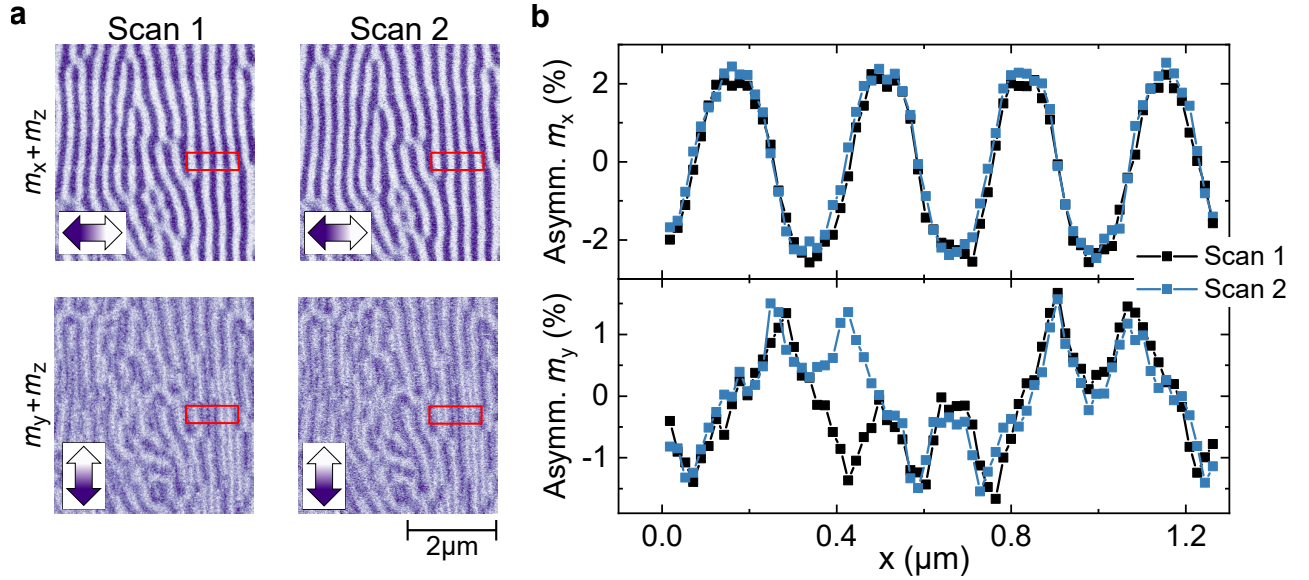 a
Scan 1
Scan 2
mx+mz
my+mz
2μm
b
Asymm. mx (%)
2
0
-2
Asymm. my (%)
1
0
-1
Scan 1
Scan 2
0.0
0.4
0.8
1.2
x (μm)